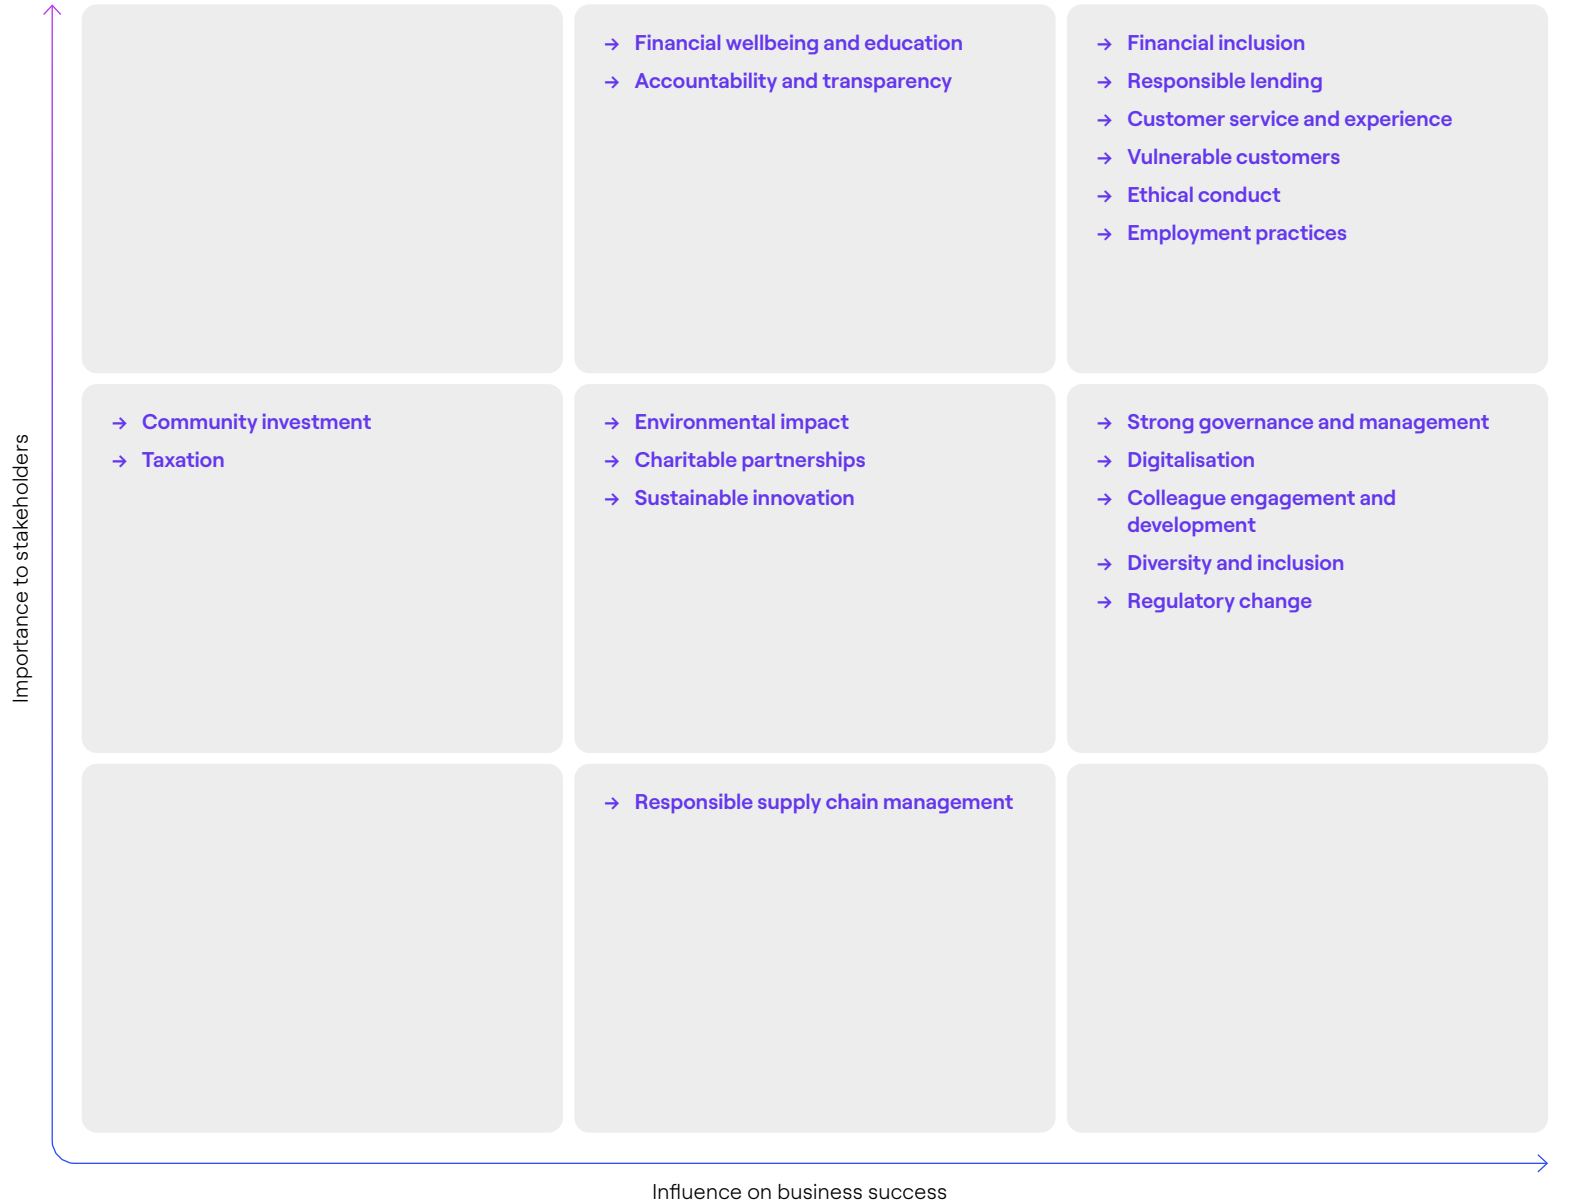 Importance to stakeholders
→ Financial wellbeing and education
→ Accountability and transparency
→ Financial inclusion
→ Responsible lending
→ Customer service and experience
→ Vulnerable customers
→ Ethical conduct
→ Employment practices
→ Community investment
→ Taxation
→ Environmental impact
→ Charitable partnerships
→ Sustainable innovation
→ Strong governance and management
→ Digitalisation
→ Colleague engagement and
development
→ Diversity and inclusion
→ Regulatory change
→ Responsible supply chain management
Influence on business success